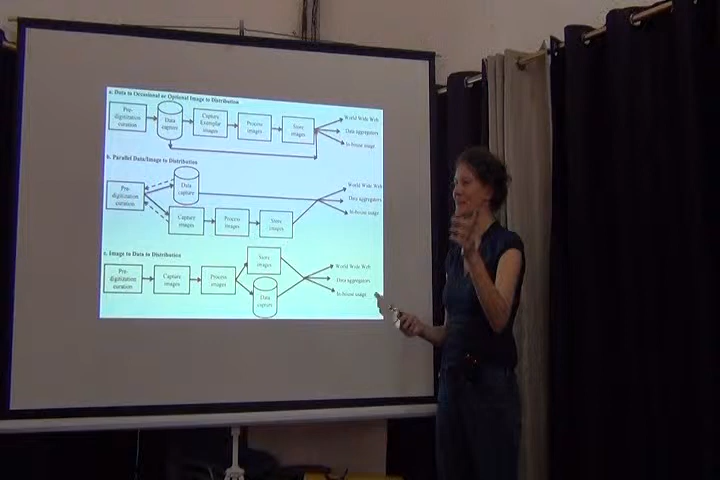 a. Data to Occasional or Optional Image to Distribution
Pre-
digitization
curation
Data
capture
Capture
Exemplar
images
Process
images
Store
images
World Wide Web
Data aggregators
In-house usage
b. Parallel Data/Image to Distribution
Pre-
digitization
curation
Data
capture
Capture
images
Process
images
Store
images
World Wide Web
Data aggregators
In-house usage
c. Image to Data to Distribution
Pre-
digitization
curation
Capture
images
Process
images
Store
images
Data
capture
World Wide Web
Data aggregators
In-house usage